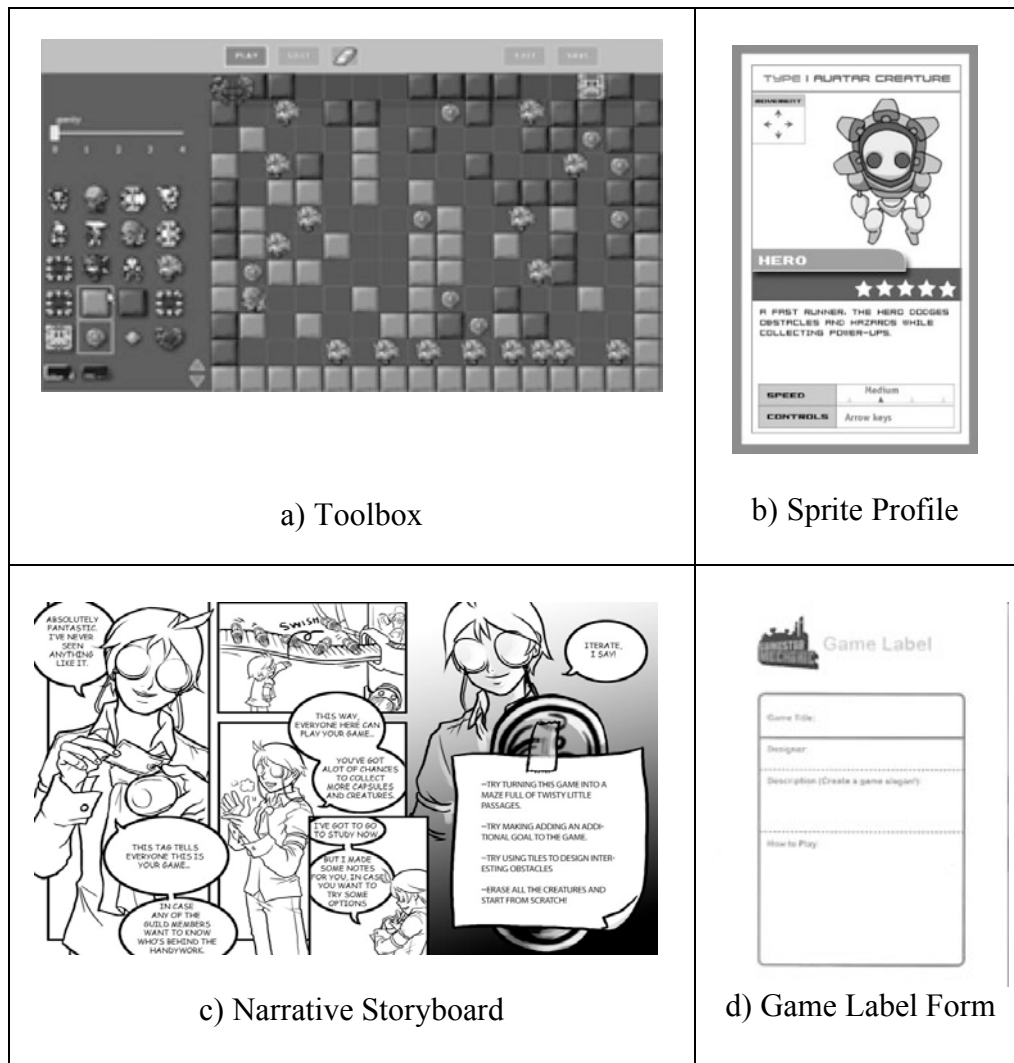 PLAY
0 1 2 3 4
a) Toolbox
TYPE I AVATAR CREATURE
MOVEMENT
HERO
A FAST RUNNER, THE HERO DODGES
OBSTACLES AND HAZARDS WHILE
COLLECTING POWER-UPS.
SPEED Medium
CONTROLS Arrow keys
b) Sprite Profile
ABSOLUTELY
FANTASTIC.
I'VE NEVER
SEEN
ANYTHING
LIKE IT.
THIS TAG TELLS
EVERYONE THIS IS
YOUR GAME...
IN CASE
ANY OF THE
GUILD MEMBERS
WANT TO KNOW
WHO'S BEHIND THE
HANDYWORK.
SWISH
THIS WAY,
EVERYONE HERE CAN
PLAY YOUR GAME...
YOU'VE GOT
ALOT OF CHANCES
TO COLLECT
MORE CAPSULES
AND CREATURES.
I'VE GOT TO GO
TO STUDY NOW
BUT I MADE
SOME NOTES
FOR YOU, IN CASE
YOU WANT TO
TRY SOME
OPTIONS
ITERATE,
I SAY!
–TRY TURNING THIS GAME INTO A
MAZE FULL OF TWISTY LITTLE
PASSAGES.
–TRY MAKING ADDING AN ADDI-
TIONAL GOAL TO THE GAME.
–TRY USING TILES TO DESIGN INTER-
ESTING OBSTACLES
–ERASE ALL THE CREATURES AND
START FROM SCRATCH!
c) Narrative Storyboard
GAMESTAR
MECHANIC
Game Label
Game Title:
Designer:
Description (Create a game slogan!):
How to Play:
d) Game Label Form